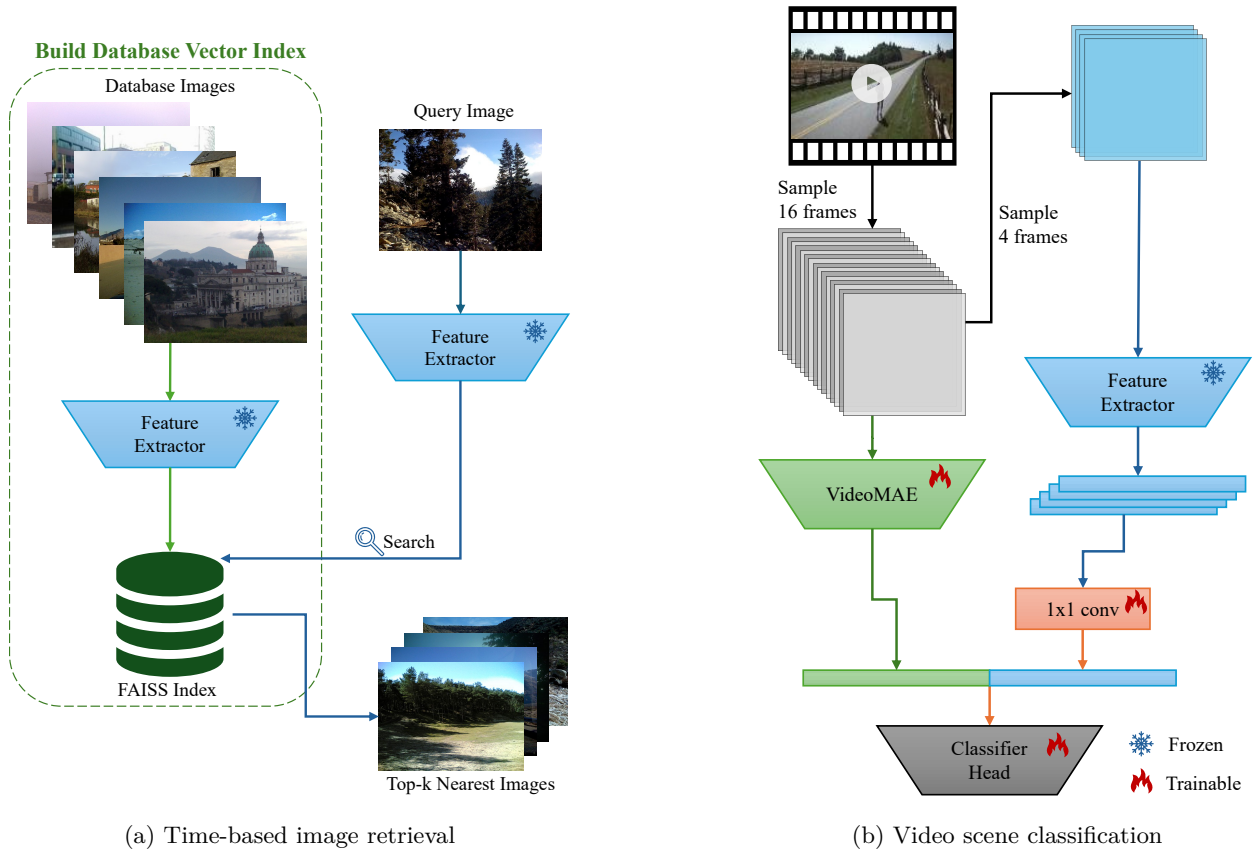 Build Database Vector Index
Database Images
Query Image
Feature
Extractor
Feature
Extractor
Search
FAISS Index
Top-k Nearest Images
(a) Time-based image retrieval
Sample
16 frames
Sample
4 frames
Feature
Extractor
VideoMAE
1x1 conv
Classifier
Head
Frozen
Trainable
(b) Video scene classification